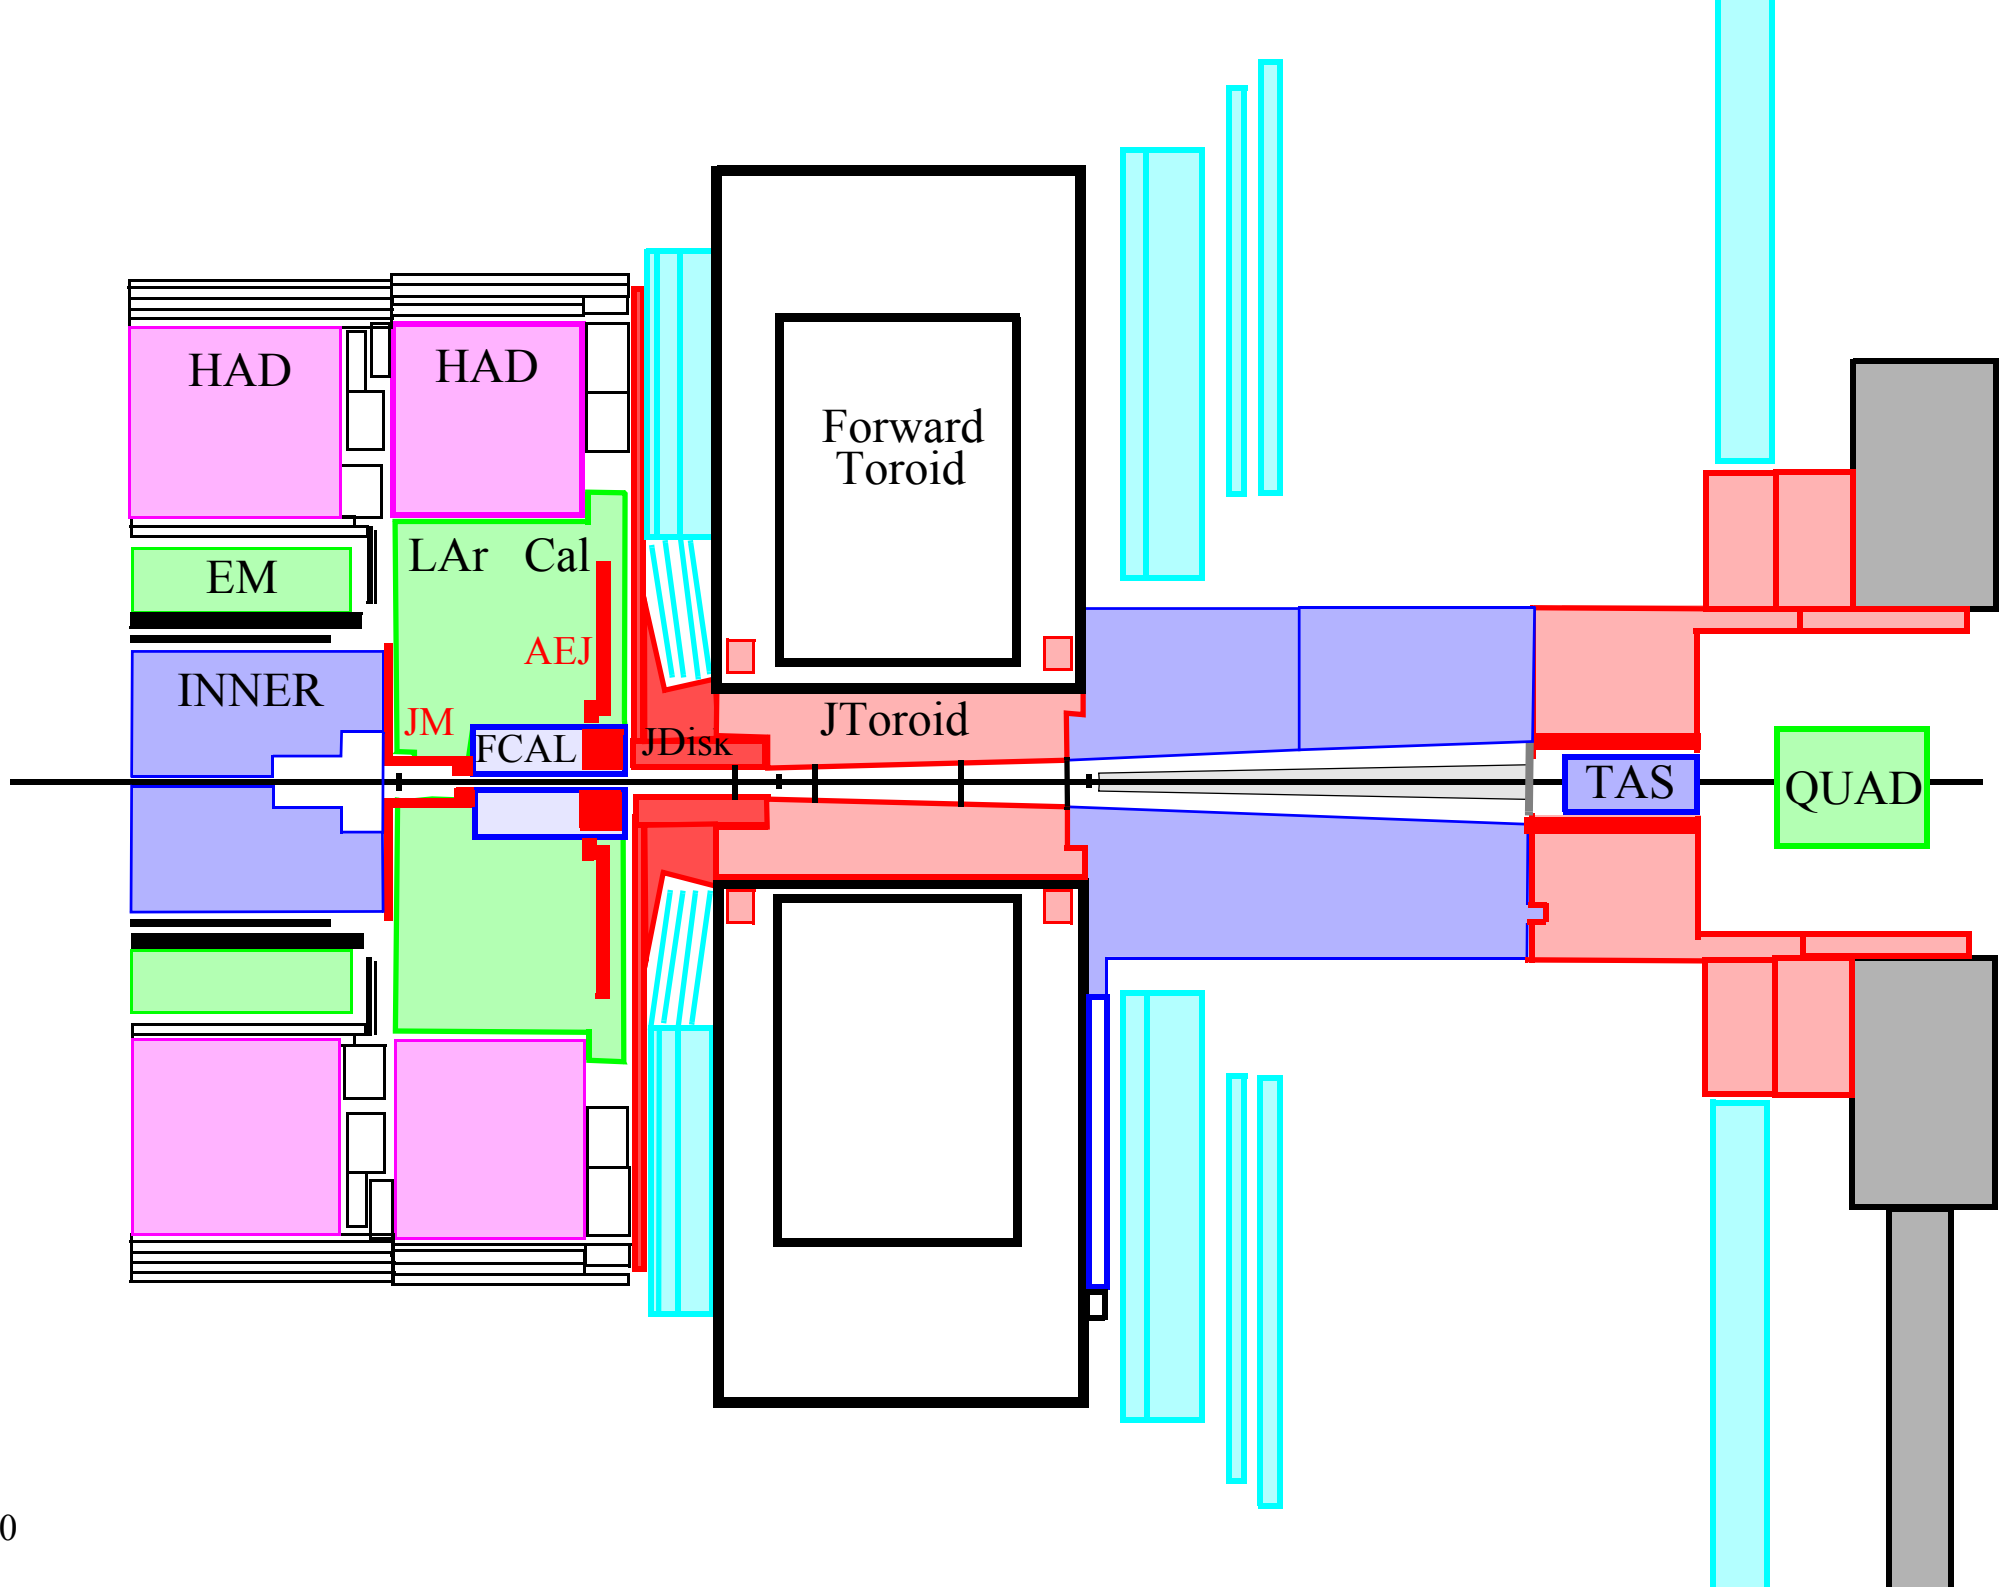 HAD
HAD
Forward
Toroid
LAr Cal
EM
AEJ
INNER
JM
JToroid
FCAL
JDisk
TAS
QUAD
0